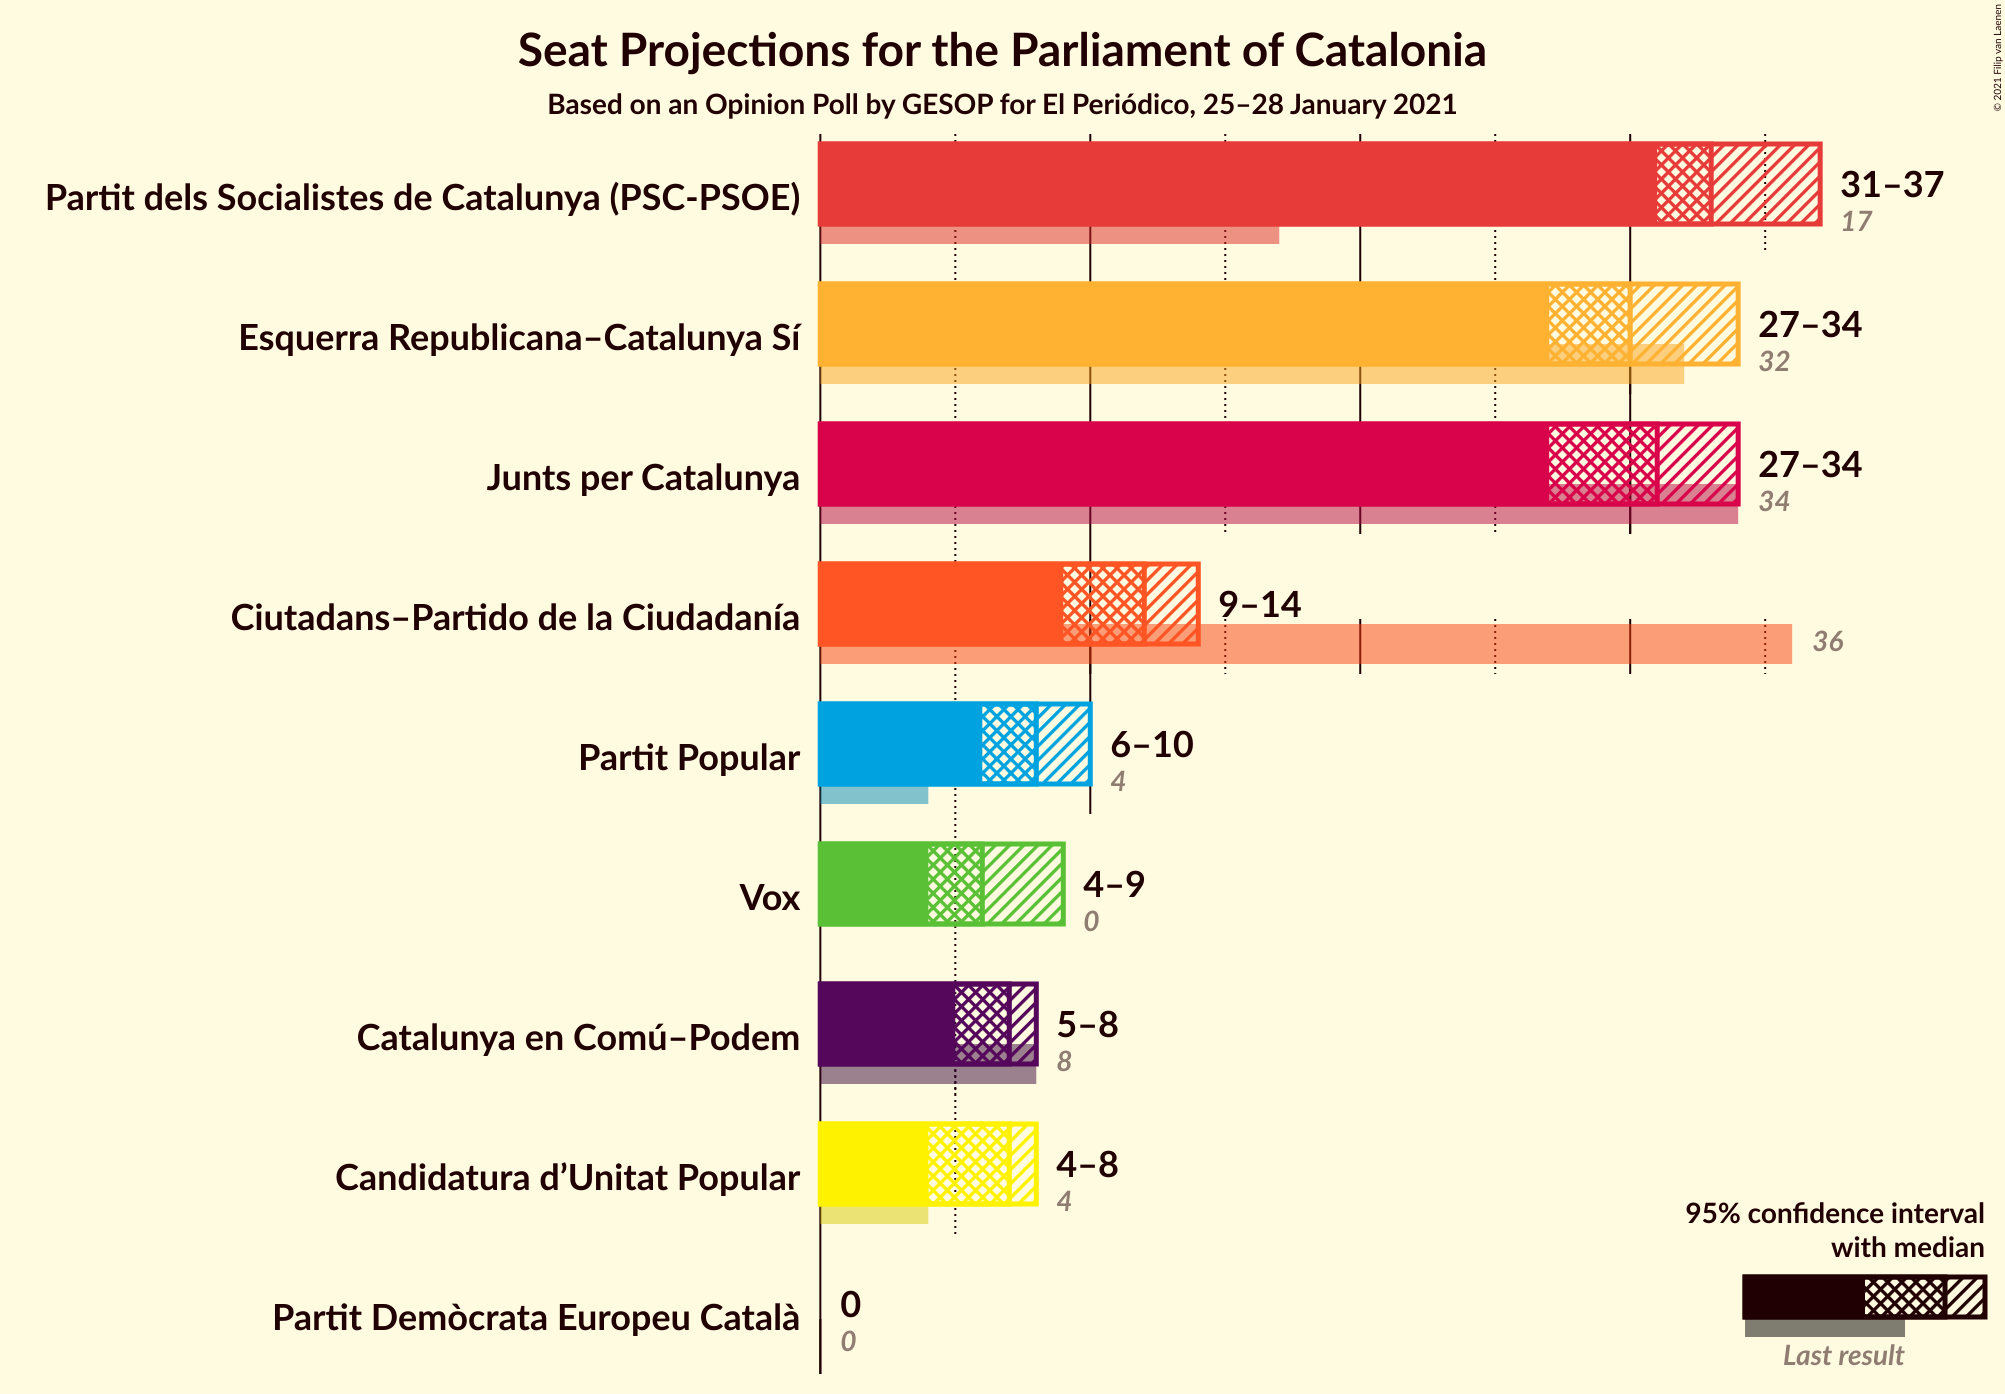 Seat Projections for the Parliament of Catalonia
Based on an Opinion Poll by GESOP for El Periódico, 25–28 January 2021
© 2021 Filip van Laenen
Partit dels Socialistes de Catalunya (PSC-PSOE)
31–37
17
Esquerra Republicana–Catalunya Sí
27–34
32
Junts per Catalunya
27–34
34
Ciutadans–Partido de la Ciudadanía
9–14
36
Partit Popular
6–10
4
Vox
4–9
0
Catalunya en Comú–Podem
5–8
8
Candidatura d’Unitat Popular
4–8
4
Partit Demòcrata Europeu Català
0
0
95% confidence interval
with median
Last result